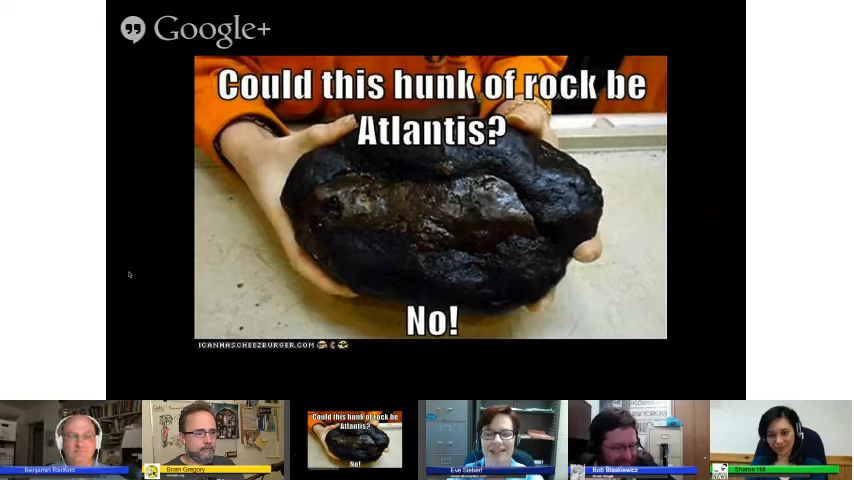 Google+
Could this hunk of rock be
Atlantis?
No!
ICANHASCHEEZBURGER.COM
Could this hunk of rock be
Atlantis?
No!
Benjamin Radford
Brian Gregory
Eve Siebert
Bob Blaskiewicz
Sharon Hill
NEWS